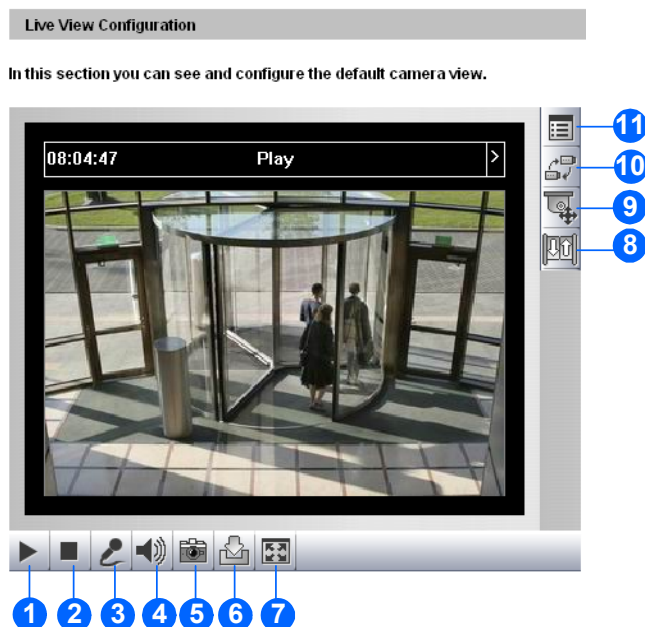 Live View Configuration
In this section you can see and configure the default camera view.
08:04:47 Play >
11
10
9
8
1 2 3 4 5 6 7